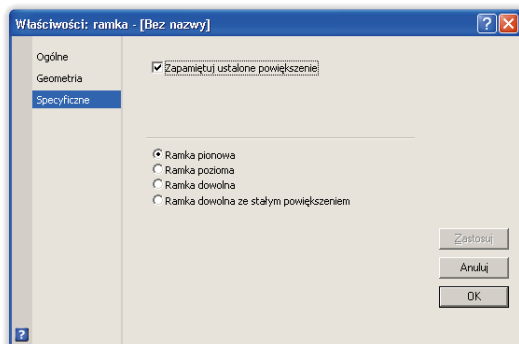 Właściwości: ramka - [Bez nazwy]
Ogólne
Geometria
Specyficzne
Zapamiętuj ustalone powiększenie
Ramka pionowa
Ramka pozioma
Ramka dowolna
Ramka dowolna ze stałym powiększeniem
Zastosuj
Anuluj
OK